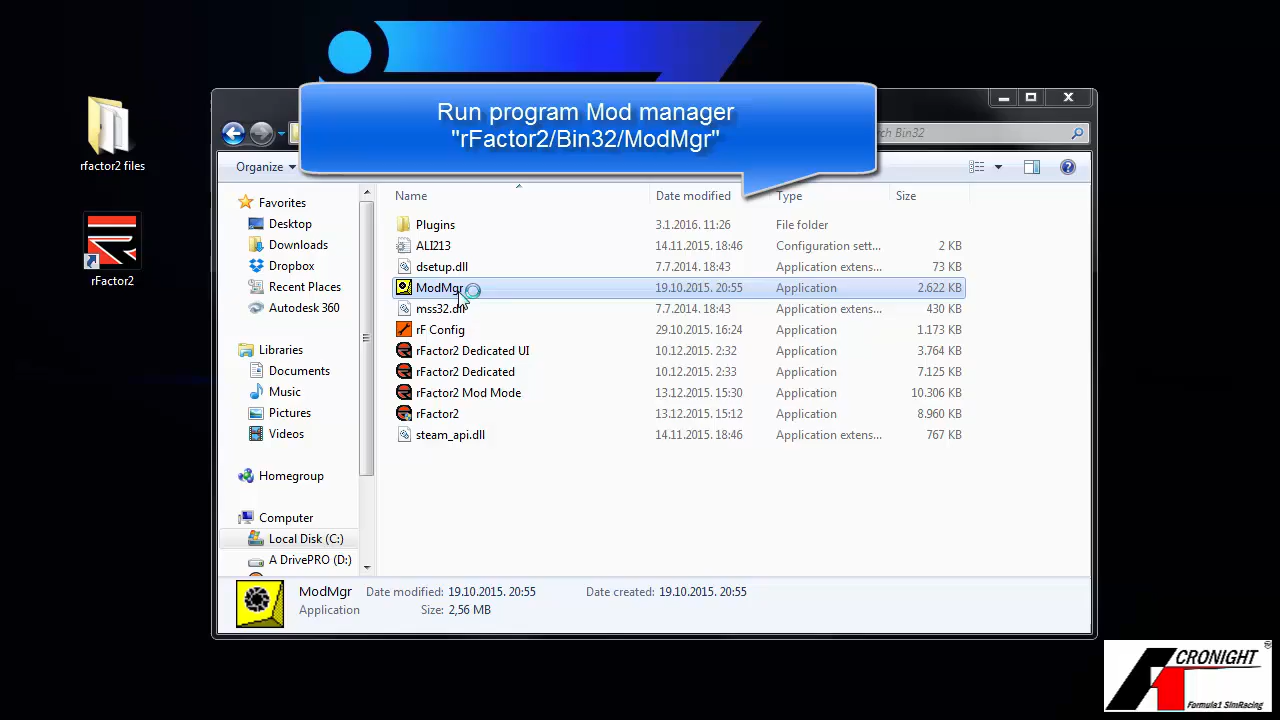 Run program Mod manager
"rFactor2/Bin32/ModMgr"
rfactor2 files
rFactor2
ch Bin32
Organize
Name Date modified Type Size
Favorites
Desktop
Downloads
Dropbox
Recent Places
Autodesk 360
Libraries
Documents
Music
Pictures
Videos
Homegroup
Computer
Local Disk (C:)
A DrivePRO (D:)
Plugins 3.1.2016. 11:26 File folder
ALI213 14.11.2015. 18:46 Configuration sett... 2 KB
dsetup.dll 7.7.2014. 18:43 Application extens... 73 KB
ModMgr 19.10.2015. 20:55 Application 2.622 KB
mss32.dll 7.7.2014. 18:43 Application extens... 430 KB
rF Config 29.10.2015. 16:24 Application 1.173 KB
rFactor2 Dedicated UI 10.12.2015. 2:32 Application 3.764 KB
rFactor2 Dedicated 10.12.2015. 2:33 Application 7.125 KB
rFactor2 Mod Mode 13.12.2015. 15:30 Application 10.306 KB
rFactor2 13.12.2015. 15:12 Application 8.960 KB
steam_api.dll 14.11.2015. 18:46 Application extens... 767 KB
ModMgr Date modified: 19.10.2015. 20:55 Date created: 19.10.2015. 20:55
Application Size: 2,56 MB
CRONIGHT ®
Formula1 SimRacing